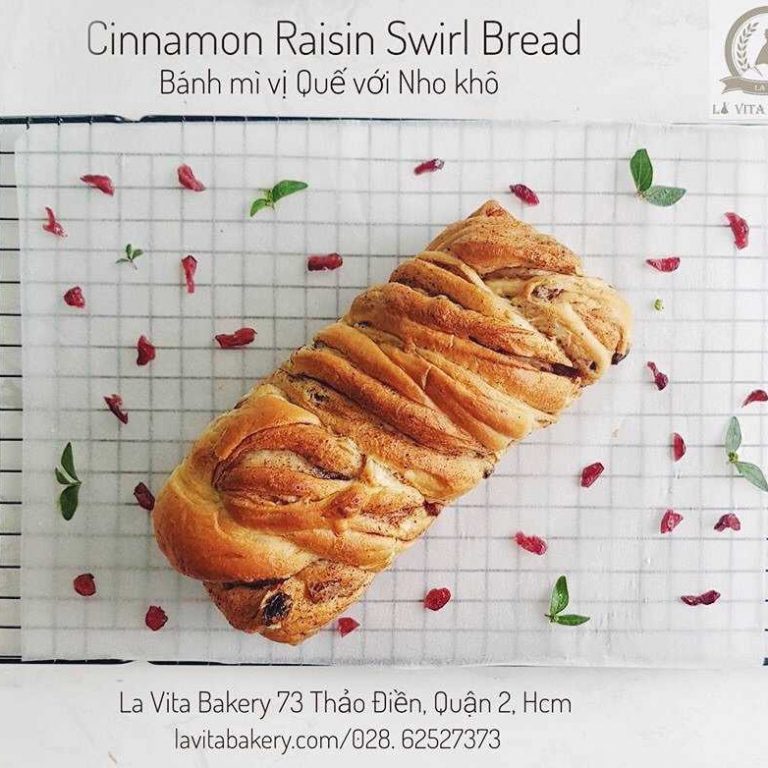 Cinnamon Raisin Swirl Bread
Bánh mì vị Quế với Nho khô
LA VITA
La Vita Bakery 73 Thảo Điền, Quận 2, Hcm
lavitabakery.com/028. 62527373